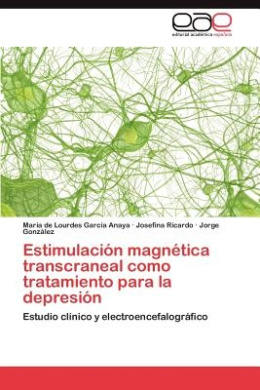 eae
editorial académica española
María de Lourdes García Anaya · Josefina Ricardo · Jorge
González
Estimulación magnética
transcraneal como
tratamiento para la
depresión
Estudio clínico y electroencefalográfico